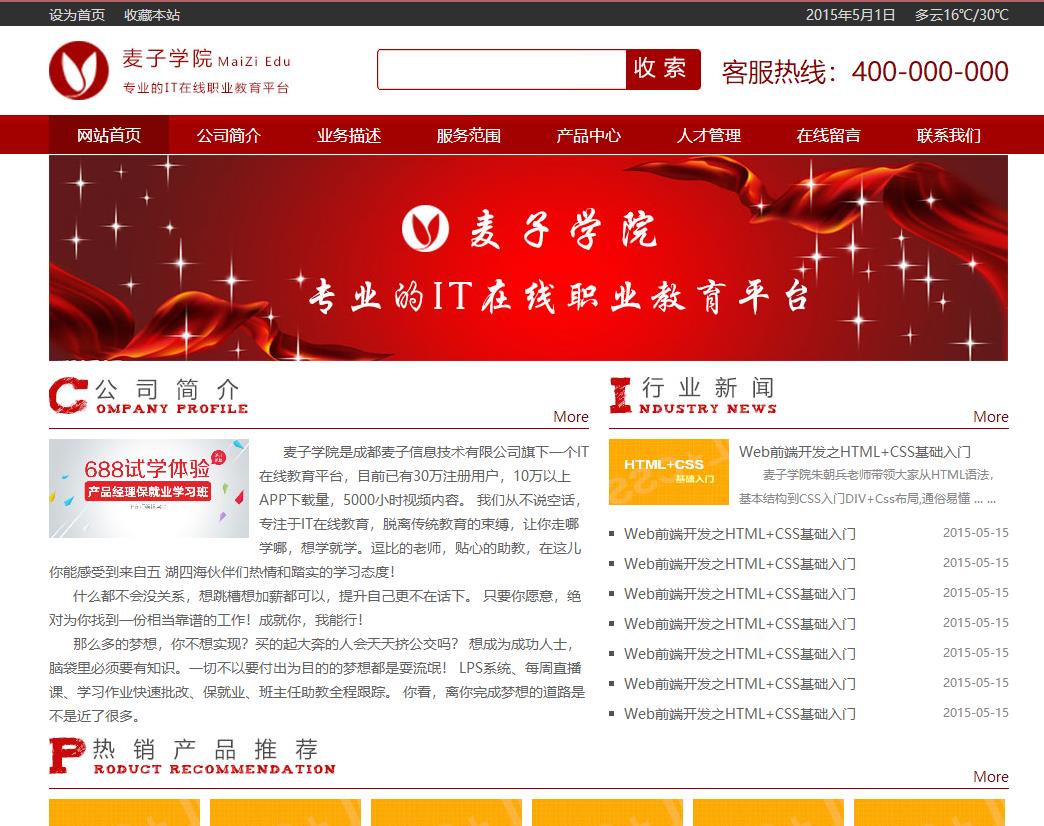 设为首页 收藏本站 2015年5月1日 多云16℃/30℃
麦子学院 MaiZi Edu
专业的IT在线职业教育平台
收 索
客服热线：400-000-000
网站首页 公司简介 业务描述 服务范围 产品中心 人才管理 在线留言 联系我们
麦子学院
专业的IT在线职业教育平台
公司简介
COMPANY PROFILE
More
688试学体验
产品经理保就业学习班
麦子学院是成都麦子信息技术有限公司旗下一个IT
在线教育平台，目前已有30万注册用户，10万以上
APP下载量，5000小时视频内容。 我们从不说空话，
专注于IT在线教育，脱离传统教育的束缚，让你走哪
学哪，想学就学。逗比的老师，贴心的助教，在这儿
你能感受到来自五 湖四海伙伴们热情和踏实的学习态度！
什么都不会没关系，想跳槽想加薪都可以，提升自己更不在话下。 只要你愿意，绝
对为你找到一份相当靠谱的工作！成就你，我能行！
那么多的梦想，你不想实现？买的起大奔的人会天天挤公交吗？ 想成为成功人士，
脑袋里必须要有知识。一切不以要付出为目的的梦想都是耍流氓！ LPS系统、每周直播
课、学习作业快速批改、保就业、班主任助教全程跟踪。 你看，离你完成梦想的道路是
不是近了很多。
行业新闻
INDUSTRY NEWS
More
HTML+CSS
基础入门
Web前端开发之HTML+CSS基础入门
麦子学院朱朝兵老师带领大家从HTML语法，
基本结构到CSS入门DIV+Css布局,通俗易懂 ... ...
Web前端开发之HTML+CSS基础入门 2015-05-15
Web前端开发之HTML+CSS基础入门 2015-05-15
Web前端开发之HTML+CSS基础入门 2015-05-15
Web前端开发之HTML+CSS基础入门 2015-05-15
Web前端开发之HTML+CSS基础入门 2015-05-15
Web前端开发之HTML+CSS基础入门 2015-05-15
Web前端开发之HTML+CSS基础入门 2015-05-15
热销产品推荐
PRODUCT RECOMMENDATION
More